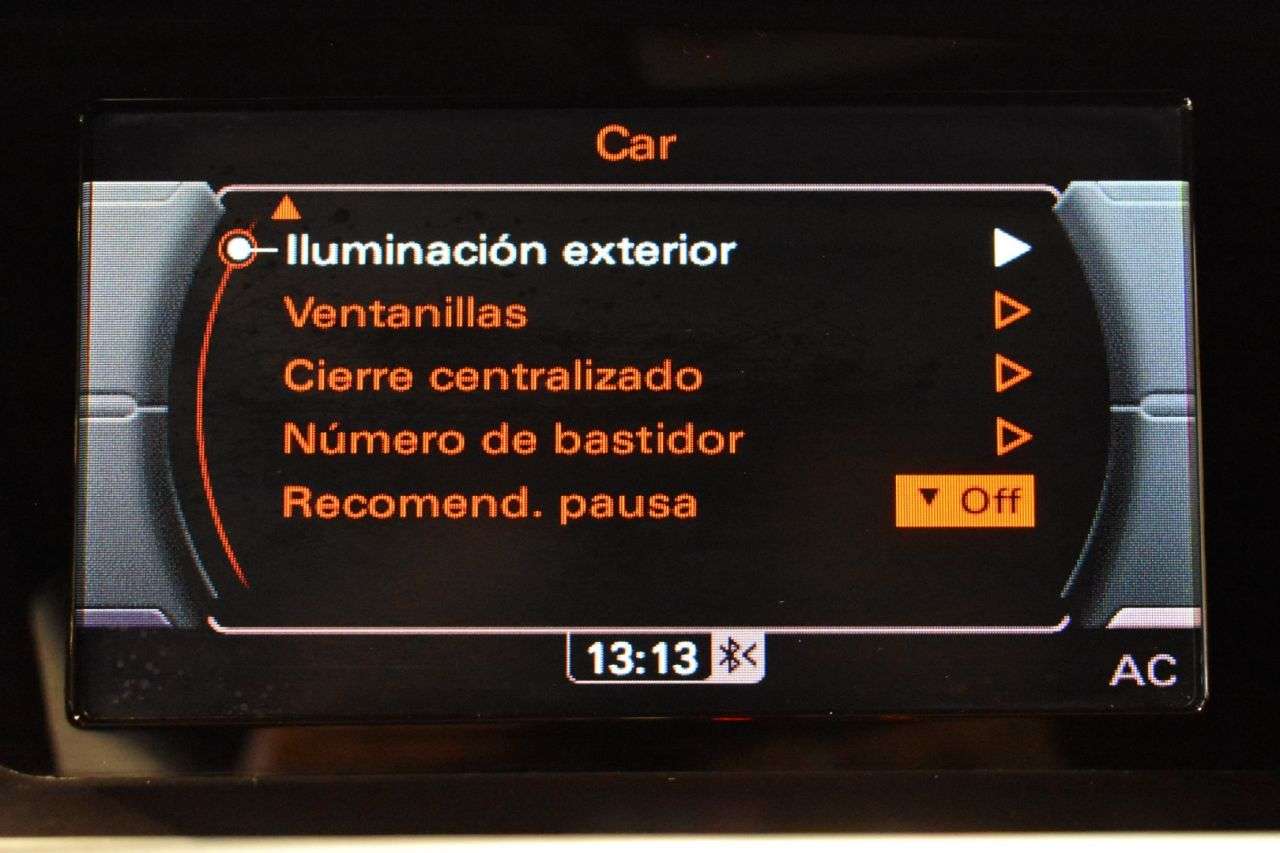 Car
Iluminación exterior
Ventanillas
Cierre centralizado
Número de bastidor
Recomend. pausa Off
13:13
AC